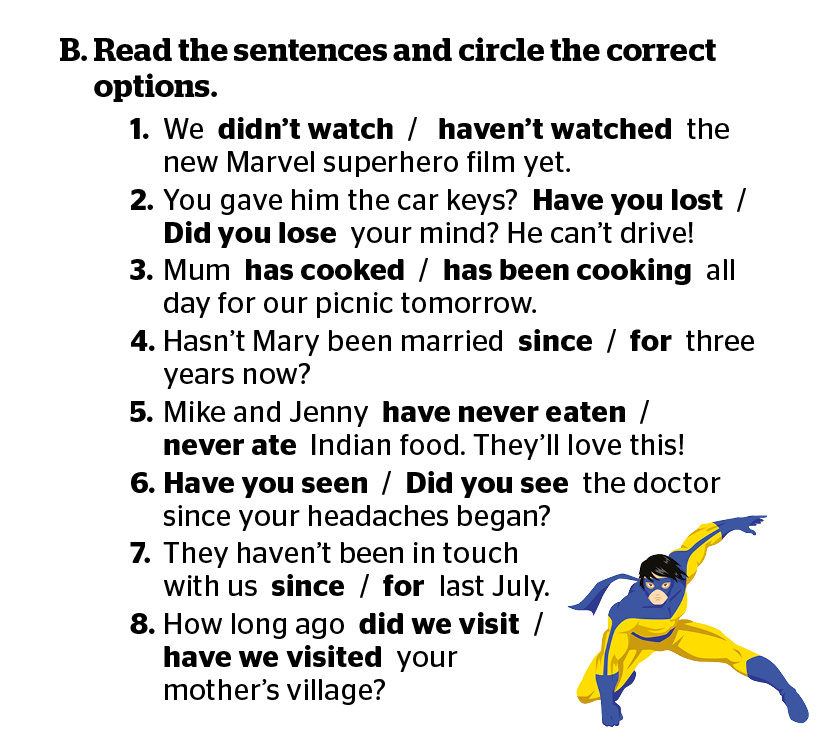 B. Read the sentences and circle the correct
options.
1. We didn't watch / haven't watched the
new Marvel superhero film yet.
2. You gave him the car keys? Have you lost /
Did you lose your mind? He can't drive!
3. Mum has cooked / has been cooking all
day for our picnic tomorrow.
4. Hasn't Mary been married since / for three
years now?
5. Mike and Jenny have never eaten /
never ate Indian food. They'll love this!
6. Have you seen / Did you see the doctor
since your headaches began?
7. They haven't been in touch
with us since / for last July.
8. How long ago did we visit /
have we visited your
mother's village?